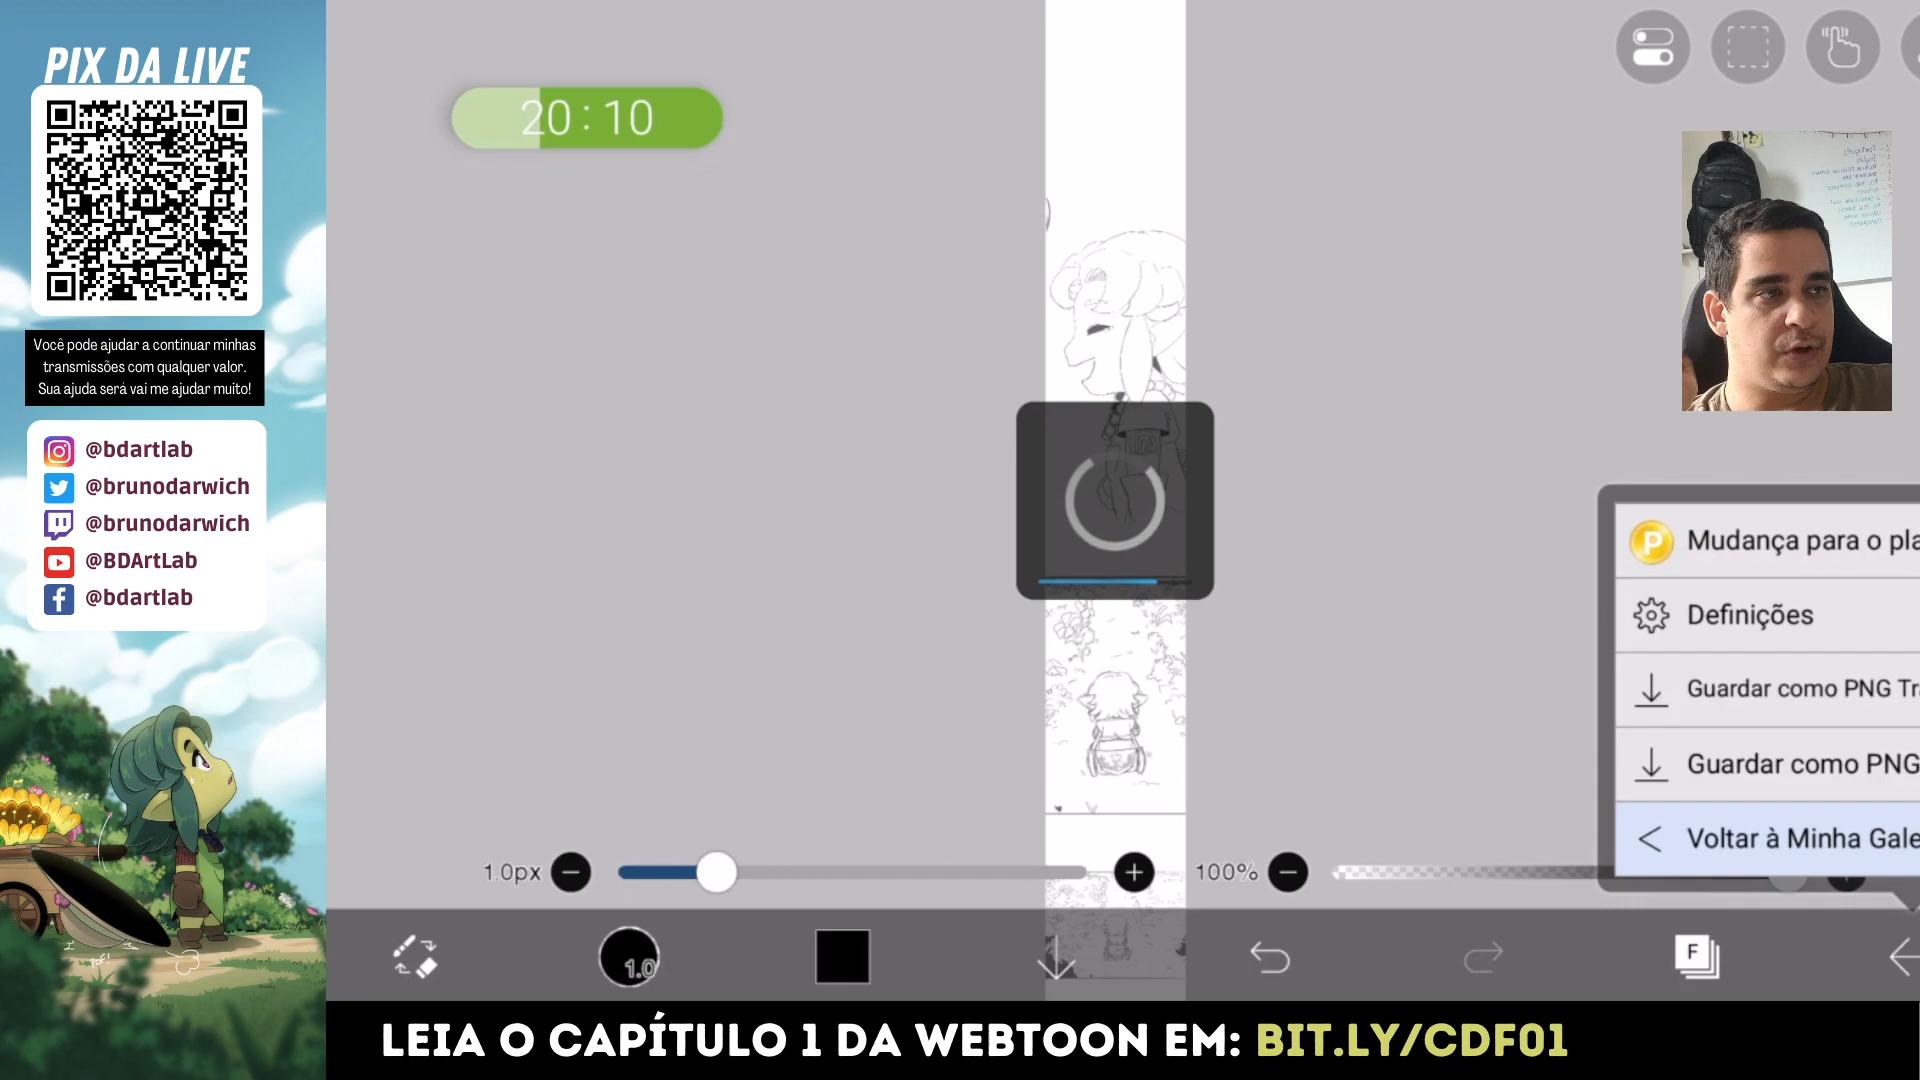 PIX DA LIVE
Você pode ajudar a continuar minhas
transmissões com qualquer valor.
Sua ajuda será vai me ajudar muito!
@bdartlab
@brunodarwich
@brunodarwich
@BDArtLab
@bdartlab
POF!
20:10
Mudança para o pla
Definições
Guardar como PNG Tra
Guardar como PNG
Voltar à Minha Gale
1.0px
100%
1.0
F
LEIA O CAPÍTULO 1 DA WEBTOON EM: BIT.LY/CDF01